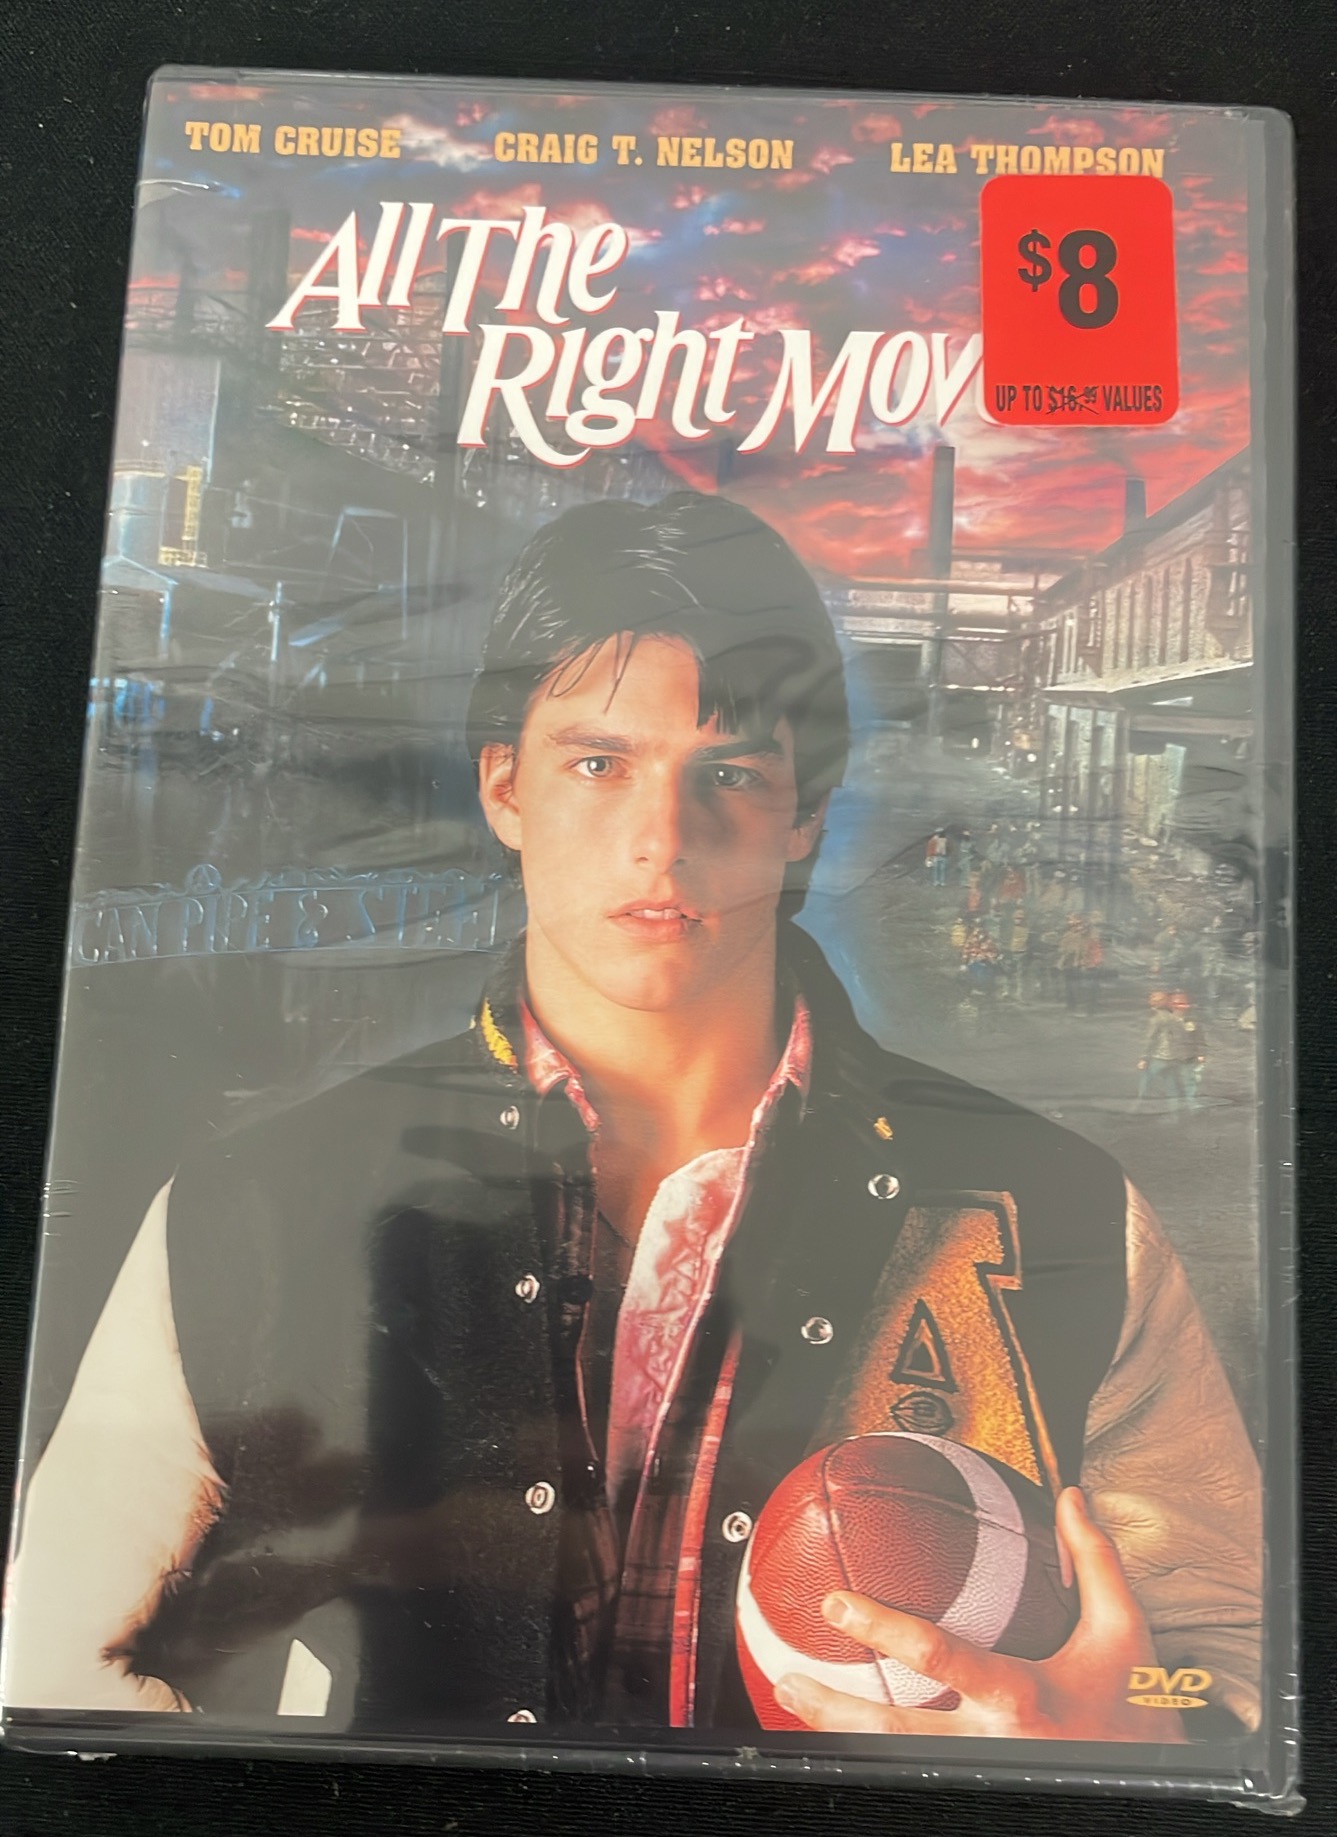 TOM CRUISE CRAIG T. NELSON LEA THOMPSON
All The
Right Mov
$8
UP TO $16.99 VALUES
CAN PIPE & STEEL
A
DVD
VIDEO